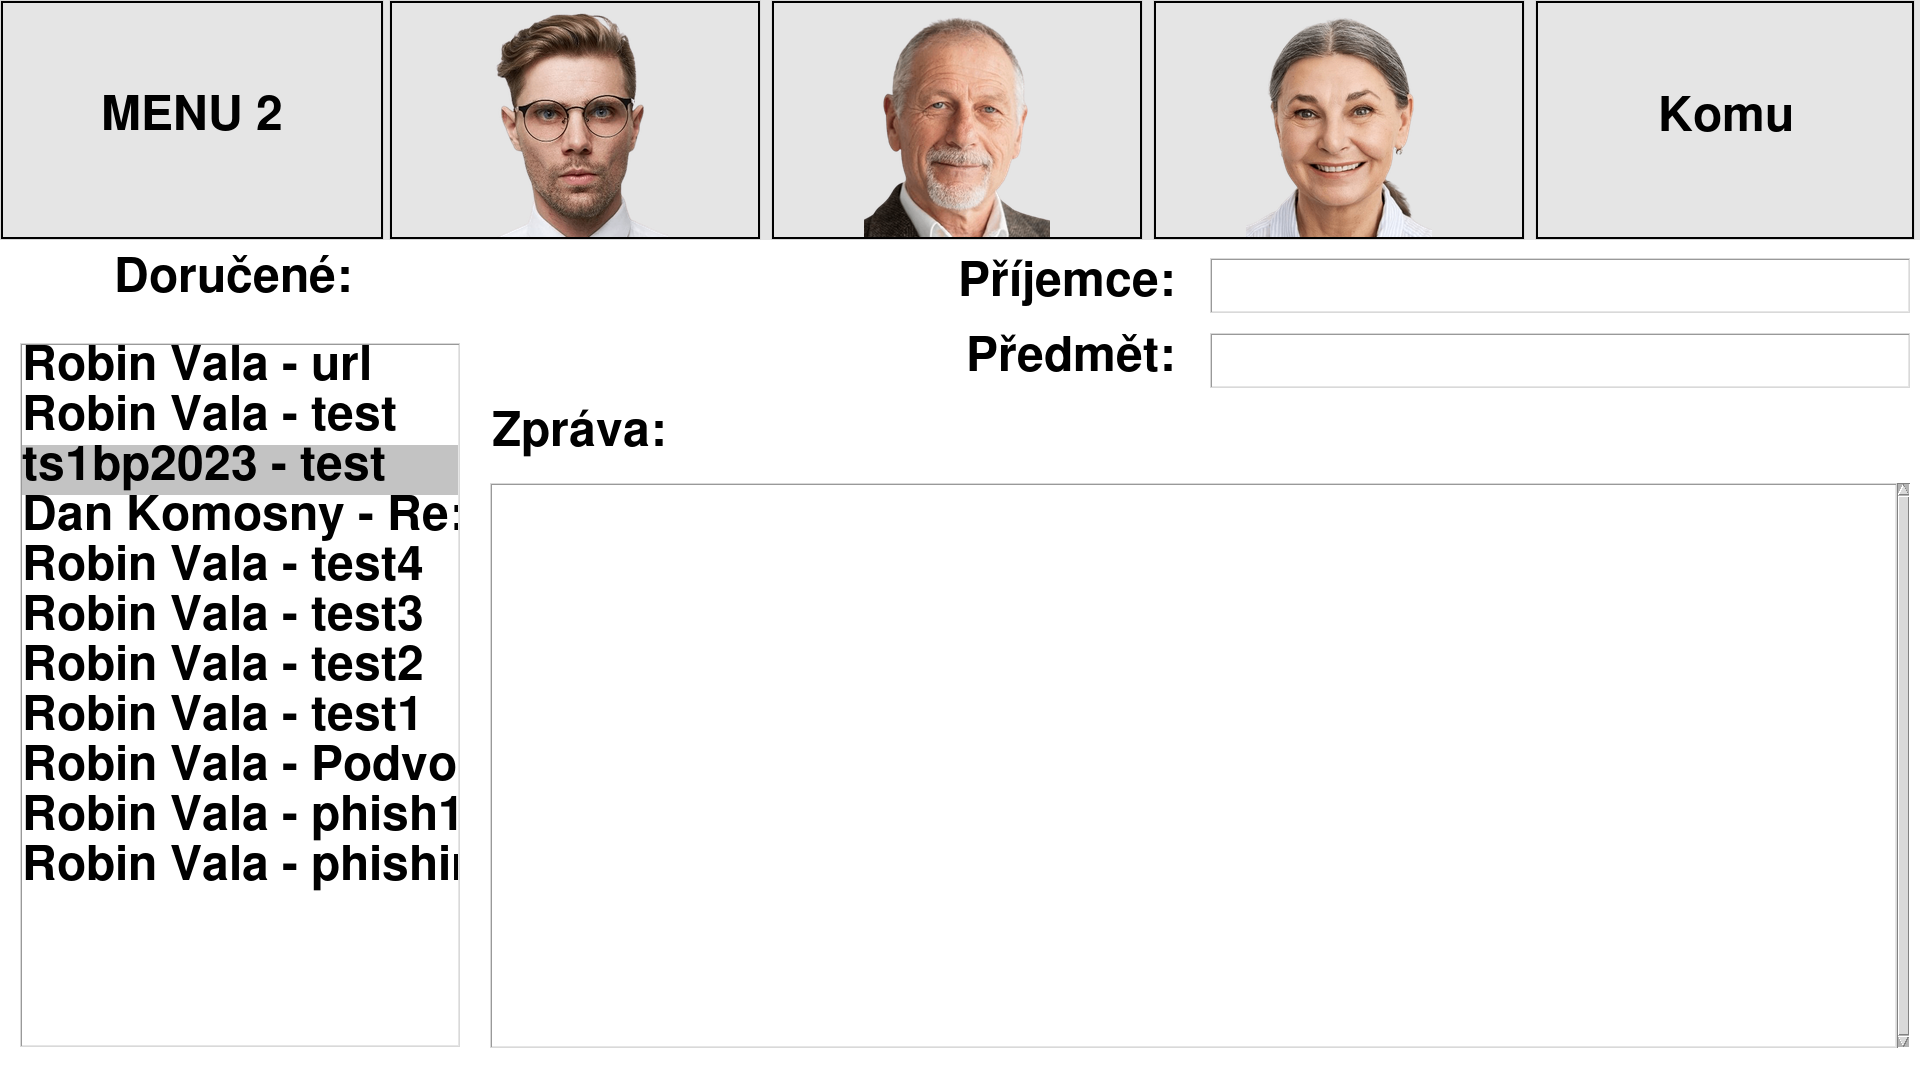 MENU 2
Komu
Doručené:
Příjemce:
Předmět:
Zpráva:
Robin Vala - url
Robin Vala - test
ts1bp2023 - test
Dan Komosny - Re:
Robin Vala - test4
Robin Vala - test3
Robin Vala - test2
Robin Vala - test1
Robin Vala - Podvo
Robin Vala - phish1
Robin Vala - phishi